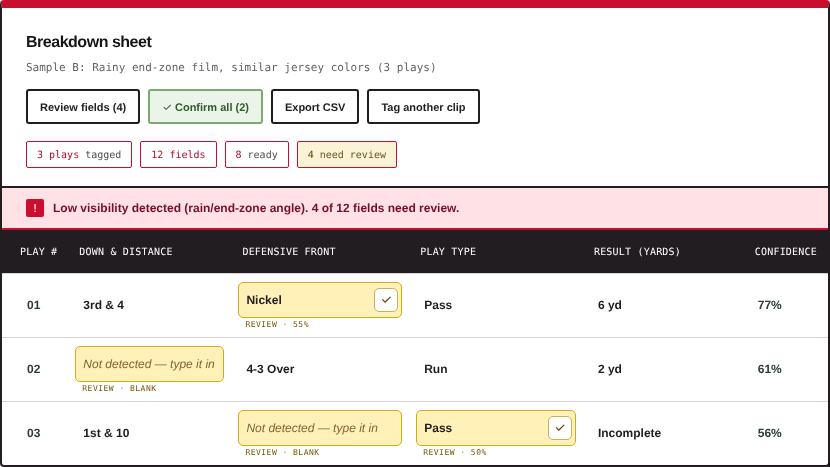 Breakdown sheet
Sample B: Rainy end-zone film, similar jersey colors (3 plays)
Review fields (4) ✓ Confirm all (2) Export CSV Tag another clip
3 plays tagged 12 fields 8 ready 4 need review
! Low visibility detected (rain/end-zone angle). 4 of 12 fields need review.
PLAY # DOWN & DISTANCE DEFENSIVE FRONT PLAY TYPE RESULT (YARDS) CONFIDENCE
01 3rd & 4 Nickel ✓ Pass 6 yd 77%
REVIEW · 55%
02 Not detected — type it in 4-3 Over Run 2 yd 61%
REVIEW · BLANK
03 1st & 10 Not detected — type it in Pass ✓ Incomplete 56%
REVIEW · BLANK REVIEW · 50%